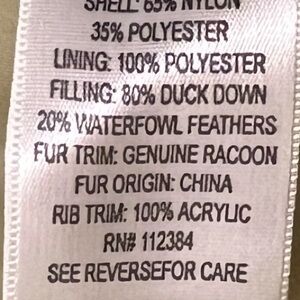 SHELL: 65% NYLON
35% POLYESTER
LINING: 100% POLYESTER
FILLING: 80% DUCK DOWN
20% WATERFOWL FEATHERS
FUR TRIM: GENUINE RACOON
FUR ORIGIN: CHINA
RIB TRIM: 100% ACRYLIC
RN# 112384
SEE REVERSEFOR CARE